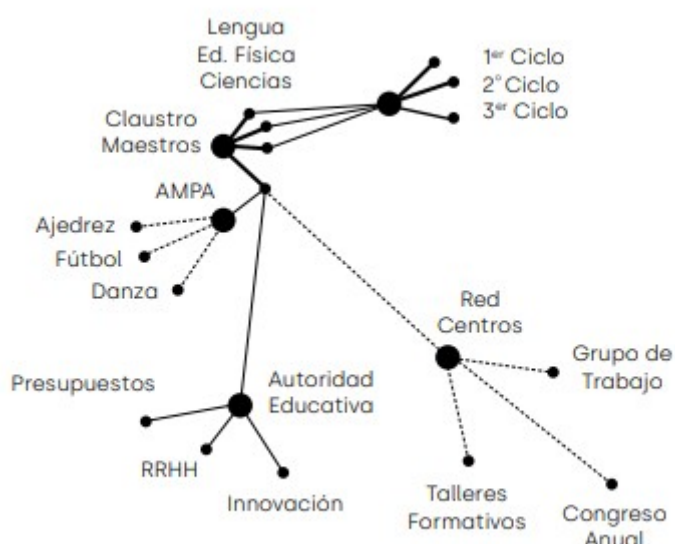 Lengua
Ed. Física
Ciencias
1er Ciclo
2° Ciclo
3er Ciclo
Claustro
Maestros
AMPA
Ajedrez
Fútbol
Danza
Red
Centros
Grupo de
Trabajo
Presupuestos
Autoridad
Educativa
RRHH
Innovación
Talleres
Formativos
Congreso
Anual